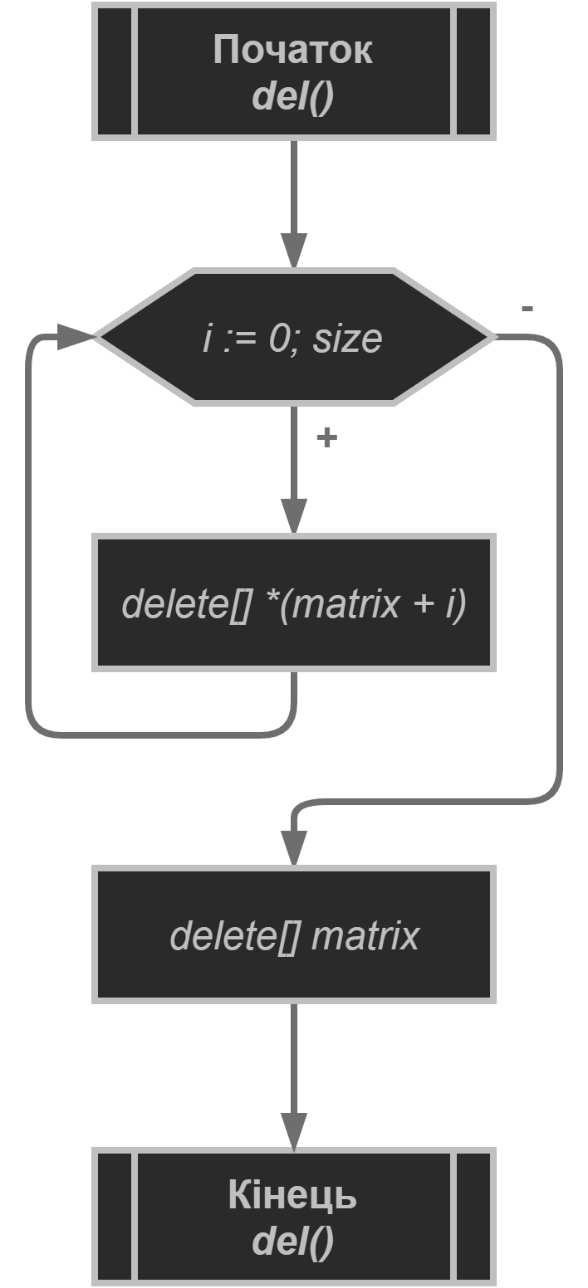 Початок
del()
i := 0; size
-
+
delete[] *(matrix + i)
delete[] matrix
Кінець
del()